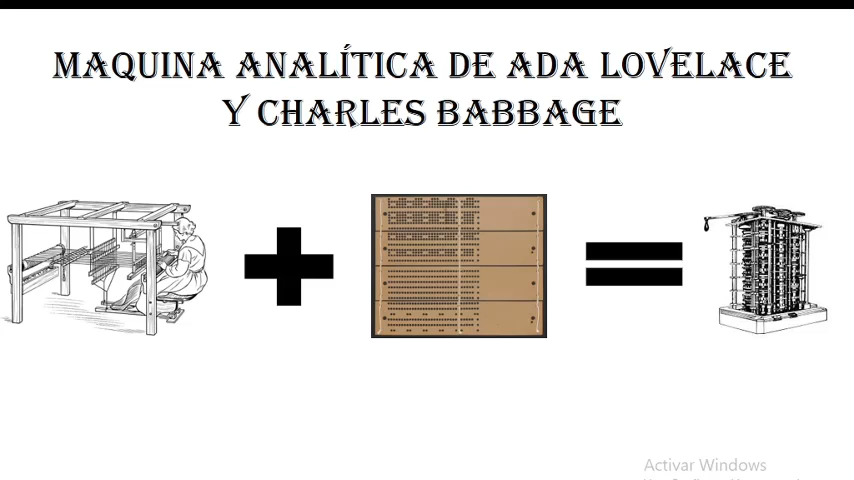 MAQUINA ANALÍTICA DE ADA LOVELACE
Y CHARLES BABBAGE
Activar Windows